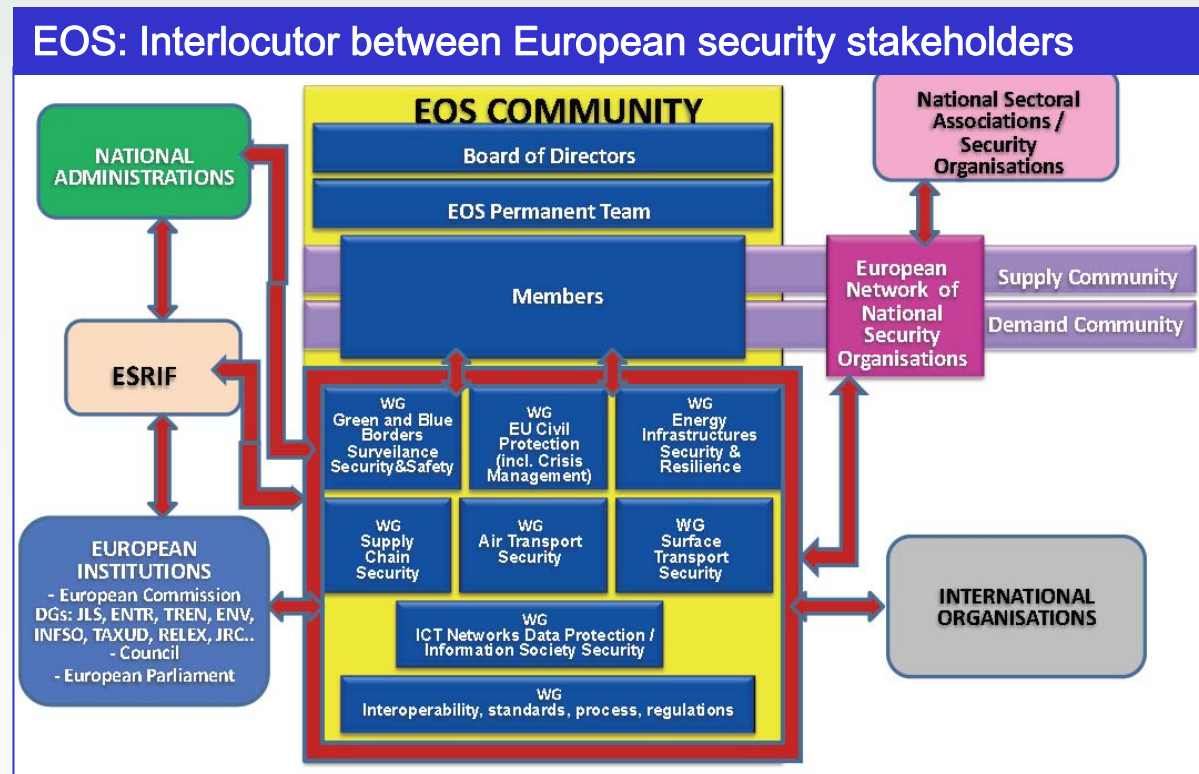 EOS: Interlocutor between European security stakeholders
EOS COMMUNITY
Board of Directors
EOS Permanent Team
Members
NATIONAL
ADMINISTRATIONS
ESRIF
EUROPEAN
INSTITUTIONS
- European Commission
DGs: JLS, ENTR, TREN, ENV,
INFSO, TAXUD, RELEX, JRC..
- Council
- European Parliament
WG
Green and Blue
Borders
Surveilance
Security&Safety
WG
EU Civil
Protection
(incl. Crisis
Management)
WG
Energy
Infrastructures
Security &
Resilience
WG
Supply
Chain
Security
WG
Air Transport
Security
WG
Surface
Transport
Security
WG
ICT Networks Data Protection /
Information Society Security
WG
Interoperability, standards, process, regulations
National Sectoral
Associations /
Security
Organisations
European
Network of
National
Security
Organisations
Supply Community
Demand Community
INTERNATIONAL
ORGANISATIONS